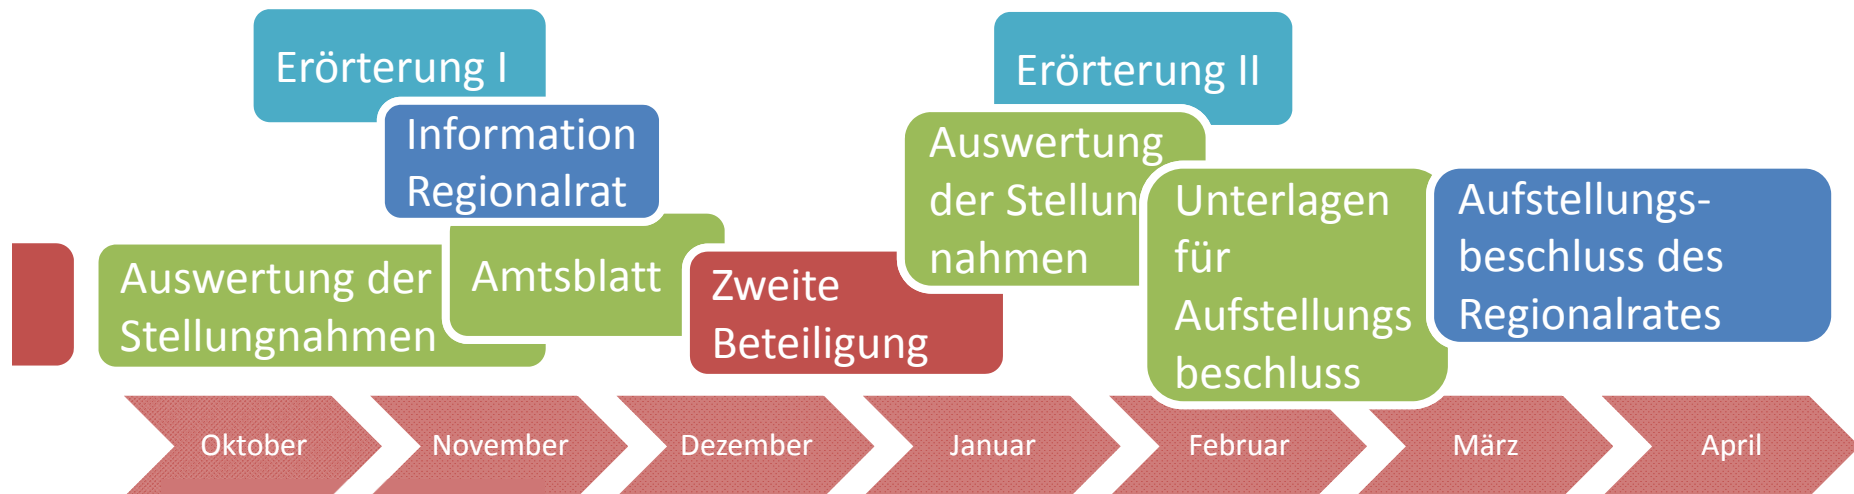 Erörterung I
Information
Regionalrat
Auswertung der
Stellungnahmen
Amtsblatt
Zweite
Beteiligung
Erörterung II
Auswertung
der Stellun
nahmen
Unterlagen
für
Aufstellungs
beschluss
Aufstellungs-
beschluss des
Regionalrates
Oktober
November
Dezember
Januar
Februar
März
April